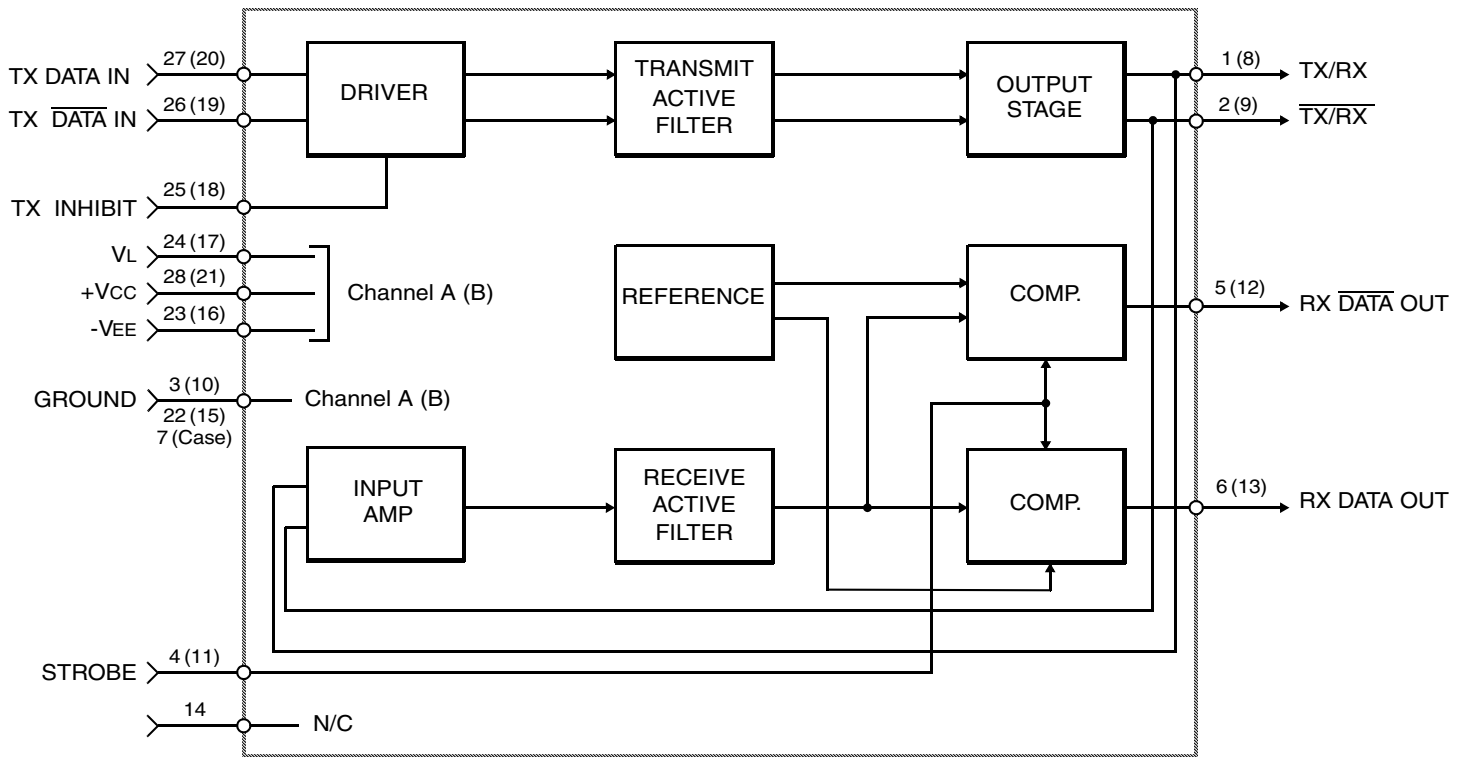 TX DATA IN
27 (20)
TX DATA IN
26 (19)
DRIVER
TRANSMIT
ACTIVE
FILTER
OUTPUT
STAGE
1 (8)
TX/RX
2 (9)
TX/RX
TX INHIBIT
25 (18)
VL
24 (17)
+VCC
28 (21)
-VEE
23 (16)
Channel A (B)
REFERENCE
COMP.
5 (12)
RX DATA OUT
GROUND
3 (10)
22 (15)
7 (Case)
Channel A (B)
INPUT
AMP
RECEIVE
ACTIVE
FILTER
COMP.
6 (13)
RX DATA OUT
STROBE
4 (11)
14
N/C